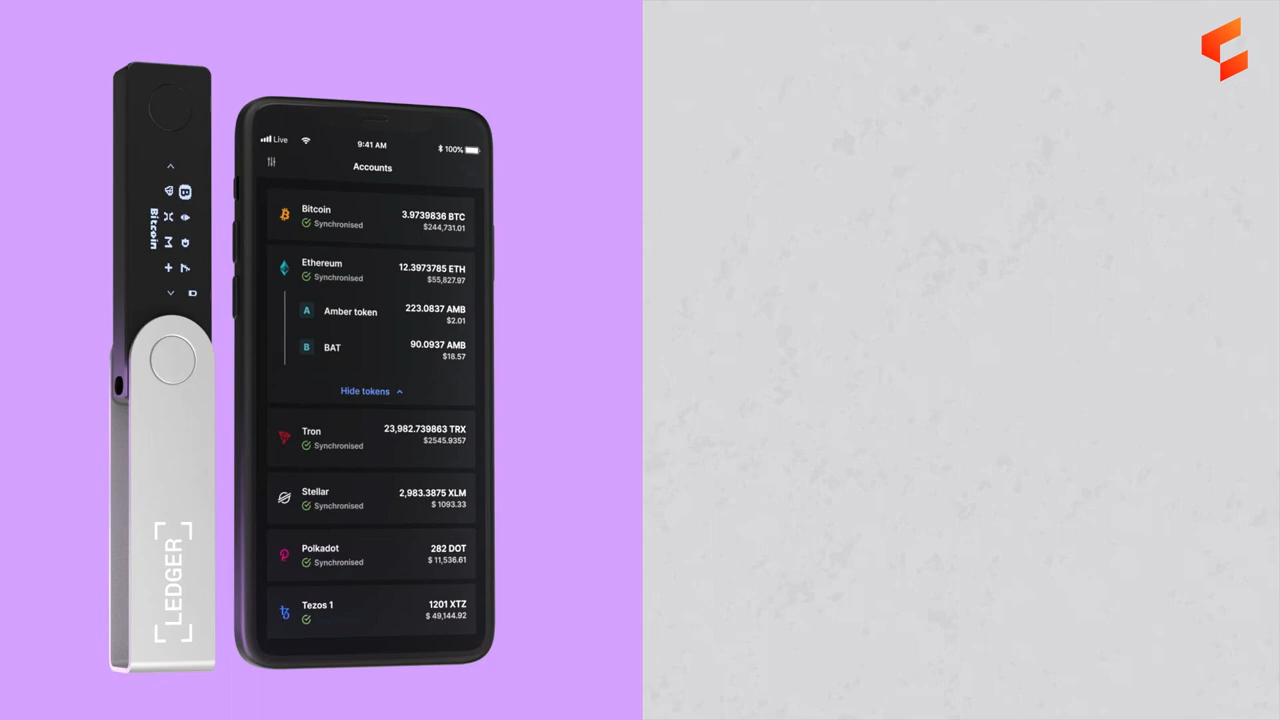 Bitcoin
LEDGER
Live
9:41 AM
100%
Accounts
Bitcoin
3.9739836 BTC
Synchronised
$244,731.01
Ethereum
12.3973785 ETH
Synchronised
$55,827.97
A
Amber token
223.0837 AMB
$2.01
B
BAT
90.0937 AMB
$18.57
Hide tokens
Tron
23,982.739863 TRX
Synchronised
$2545.9357
Stellar
2,983.3875 XLM
Synchronised
$ 1093.33
Polkadot
282 DOT
Synchronised
$ 11,536.61
Tezos 1
1201 XTZ
$ 49,144.92